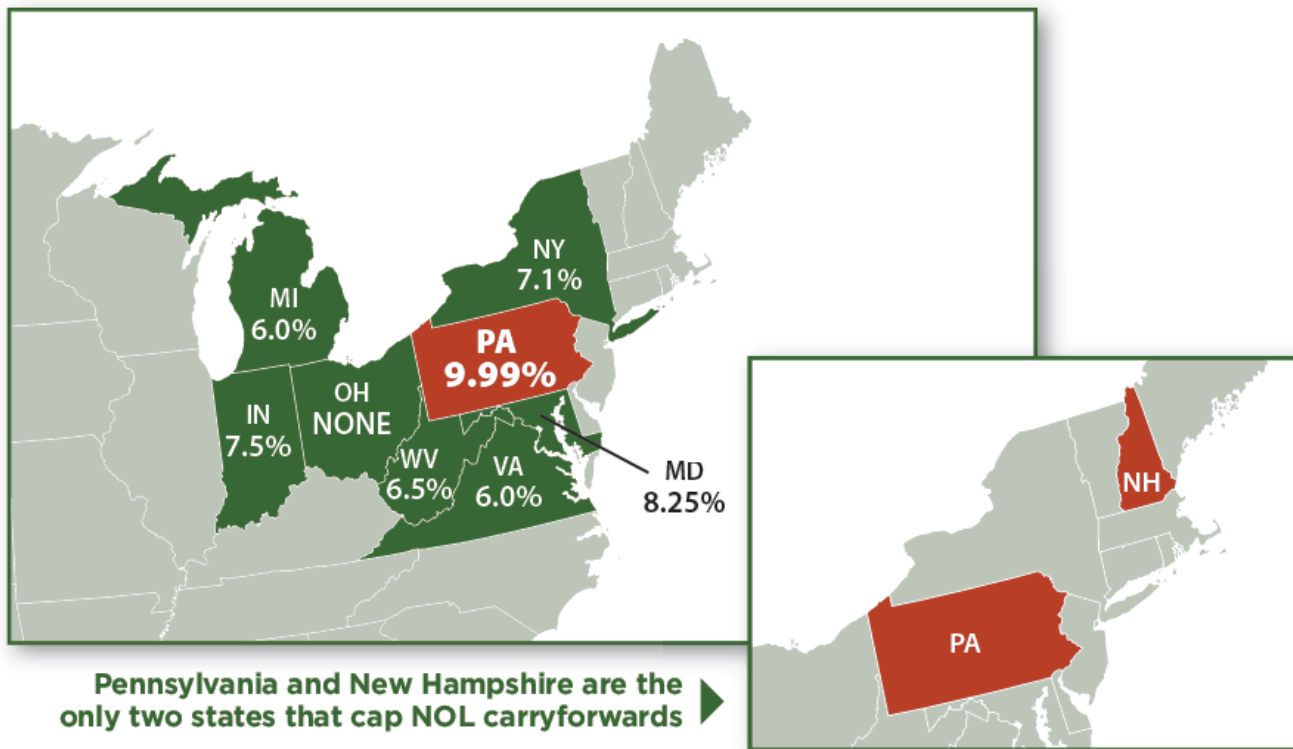 NY
7.1%
MI
6.0%
PA
9.99%
OH
NONE
IN
7.5%
WV
6.5%
VA
6.0%
MD
8.25%
NH
PA
Pennsylvania and New Hampshire are the
only two states that cap NOL carryforwards